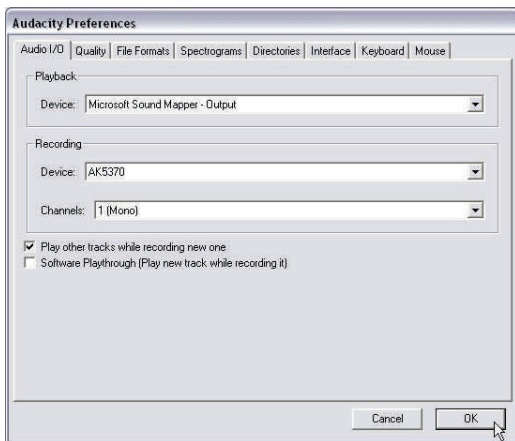 Audacity Preferences
Audio I/O Quality File Formats Spectrograms Directories Interface Keyboard Mouse
Playback
Device: Microsoft Sound Mapper - Output
Recording
Device: AK5370
Channels: 1 (Mono)
Play other tracks while recording new one
Software Playthrough (Play new track while recording it)
Cancel OK